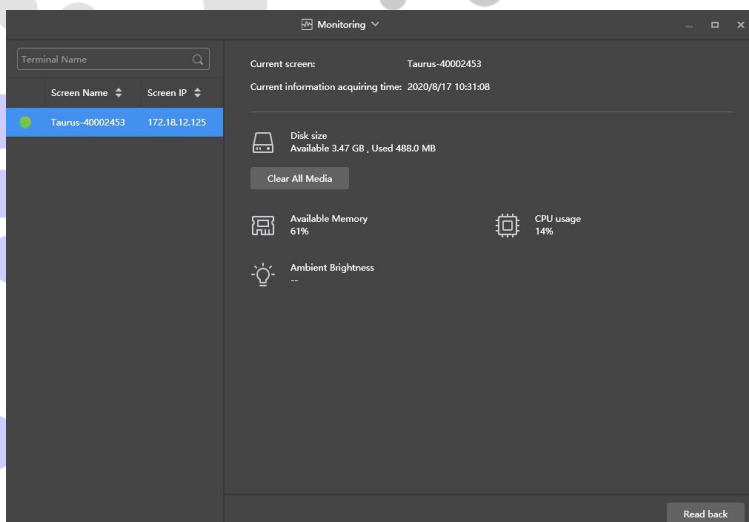 Monitoring
Terminal Name
Screen Name
Screen IP
Taurus-40002453
172.18.12.125
Current screen: Taurus-40002453
Current information acquiring time: 2020/8/17 10:31:08
Disk size
Available 3.47 GB , Used 488.0 MB
Clear All Media
Available Memory
61%
CPU usage
14%
Ambient Brightness
--
Read back